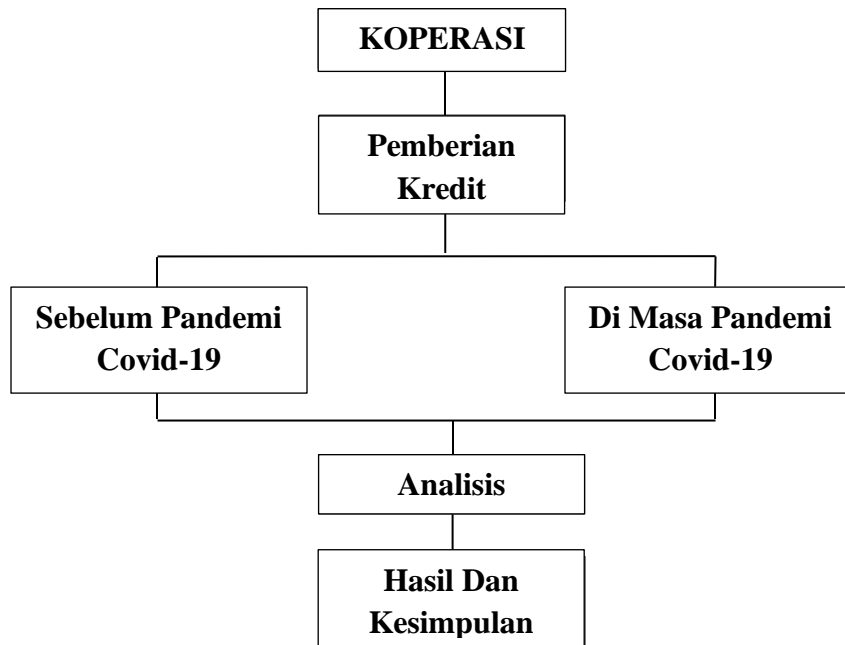 KOPERASI
Pemberian
Kredit
Sebelum Pandemi
Covid-19
Di Masa Pandemi
Covid-19
Analisis
Hasil Dan
Kesimpulan